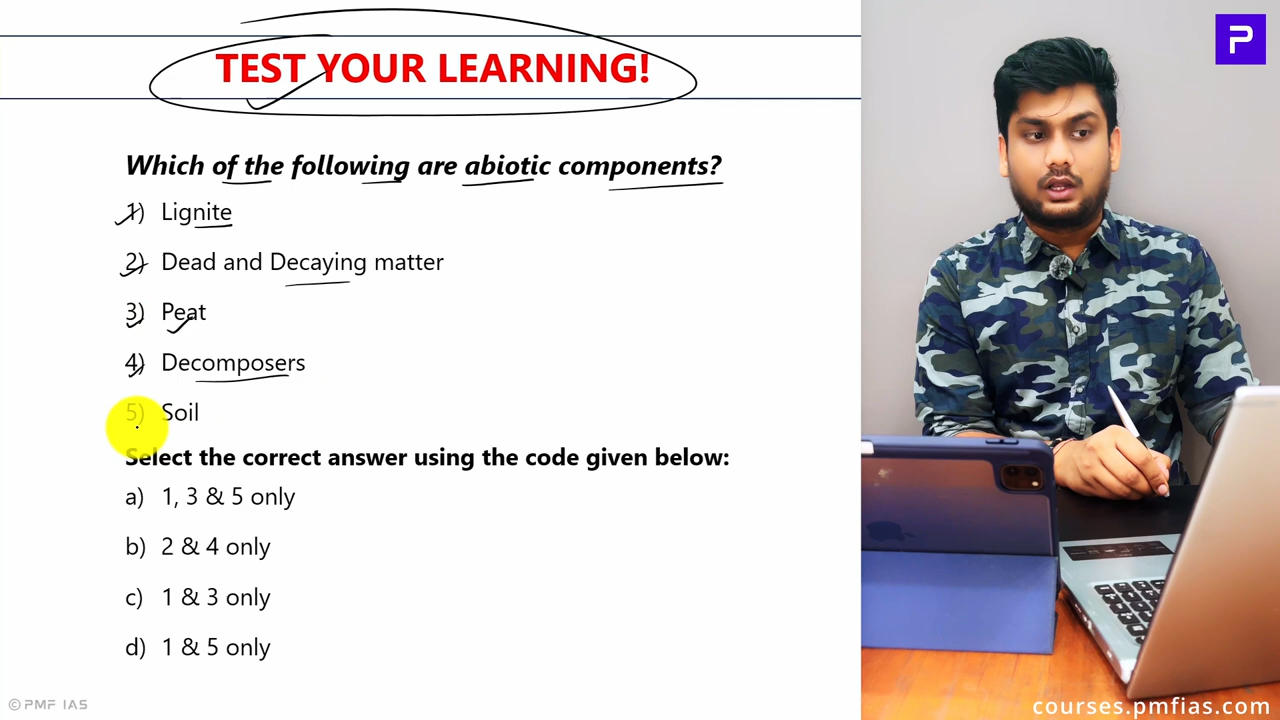 TEST YOUR LEARNING!
P
Which of the following are abiotic components?
1) Lignite
2) Dead and Decaying matter
3) Peat
4) Decomposers
5) Soil
Select the correct answer using the code given below:
a) 1, 3 & 5 only
b) 2 & 4 only
c) 1 & 3 only
d) 1 & 5 only
© PMF IAS
courses.pmfias.com